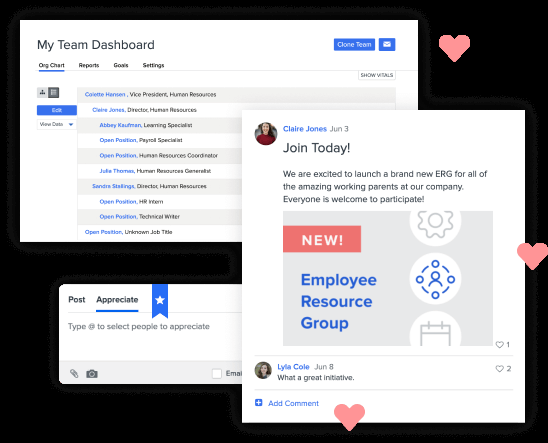 My Team Dashboard
Clone Team
Org Chart Reports Goals Settings
SHOW VITALS
Colette Hansen, Vice President, Human Resources
Edit
Claire Jones, Director, Human Resources
View Date
Abbey Kaufman, Learning Specialist
Open Position, Payroll Specialist
Open Position, Human Resources Coordinator
Julia Thomas, Human Resources Generalist
Sandra Stallings, Director, Human Resources
Open Position, HR Intern
Open Position, Technical Writer
Open Position, Unknown Job Title
Claire Jones Jun 3
Join Today!
We are excited to launch a brand new ERG for all of
the amazing working parents at our company.
Everyone is welcome to participate!
NEW!
Employee
Resource
Group
1
Lyla Cole Jun 8
2
What a great initiative.
Add Comment
Post Appreciate
Type @ to select people to appreciate
Email